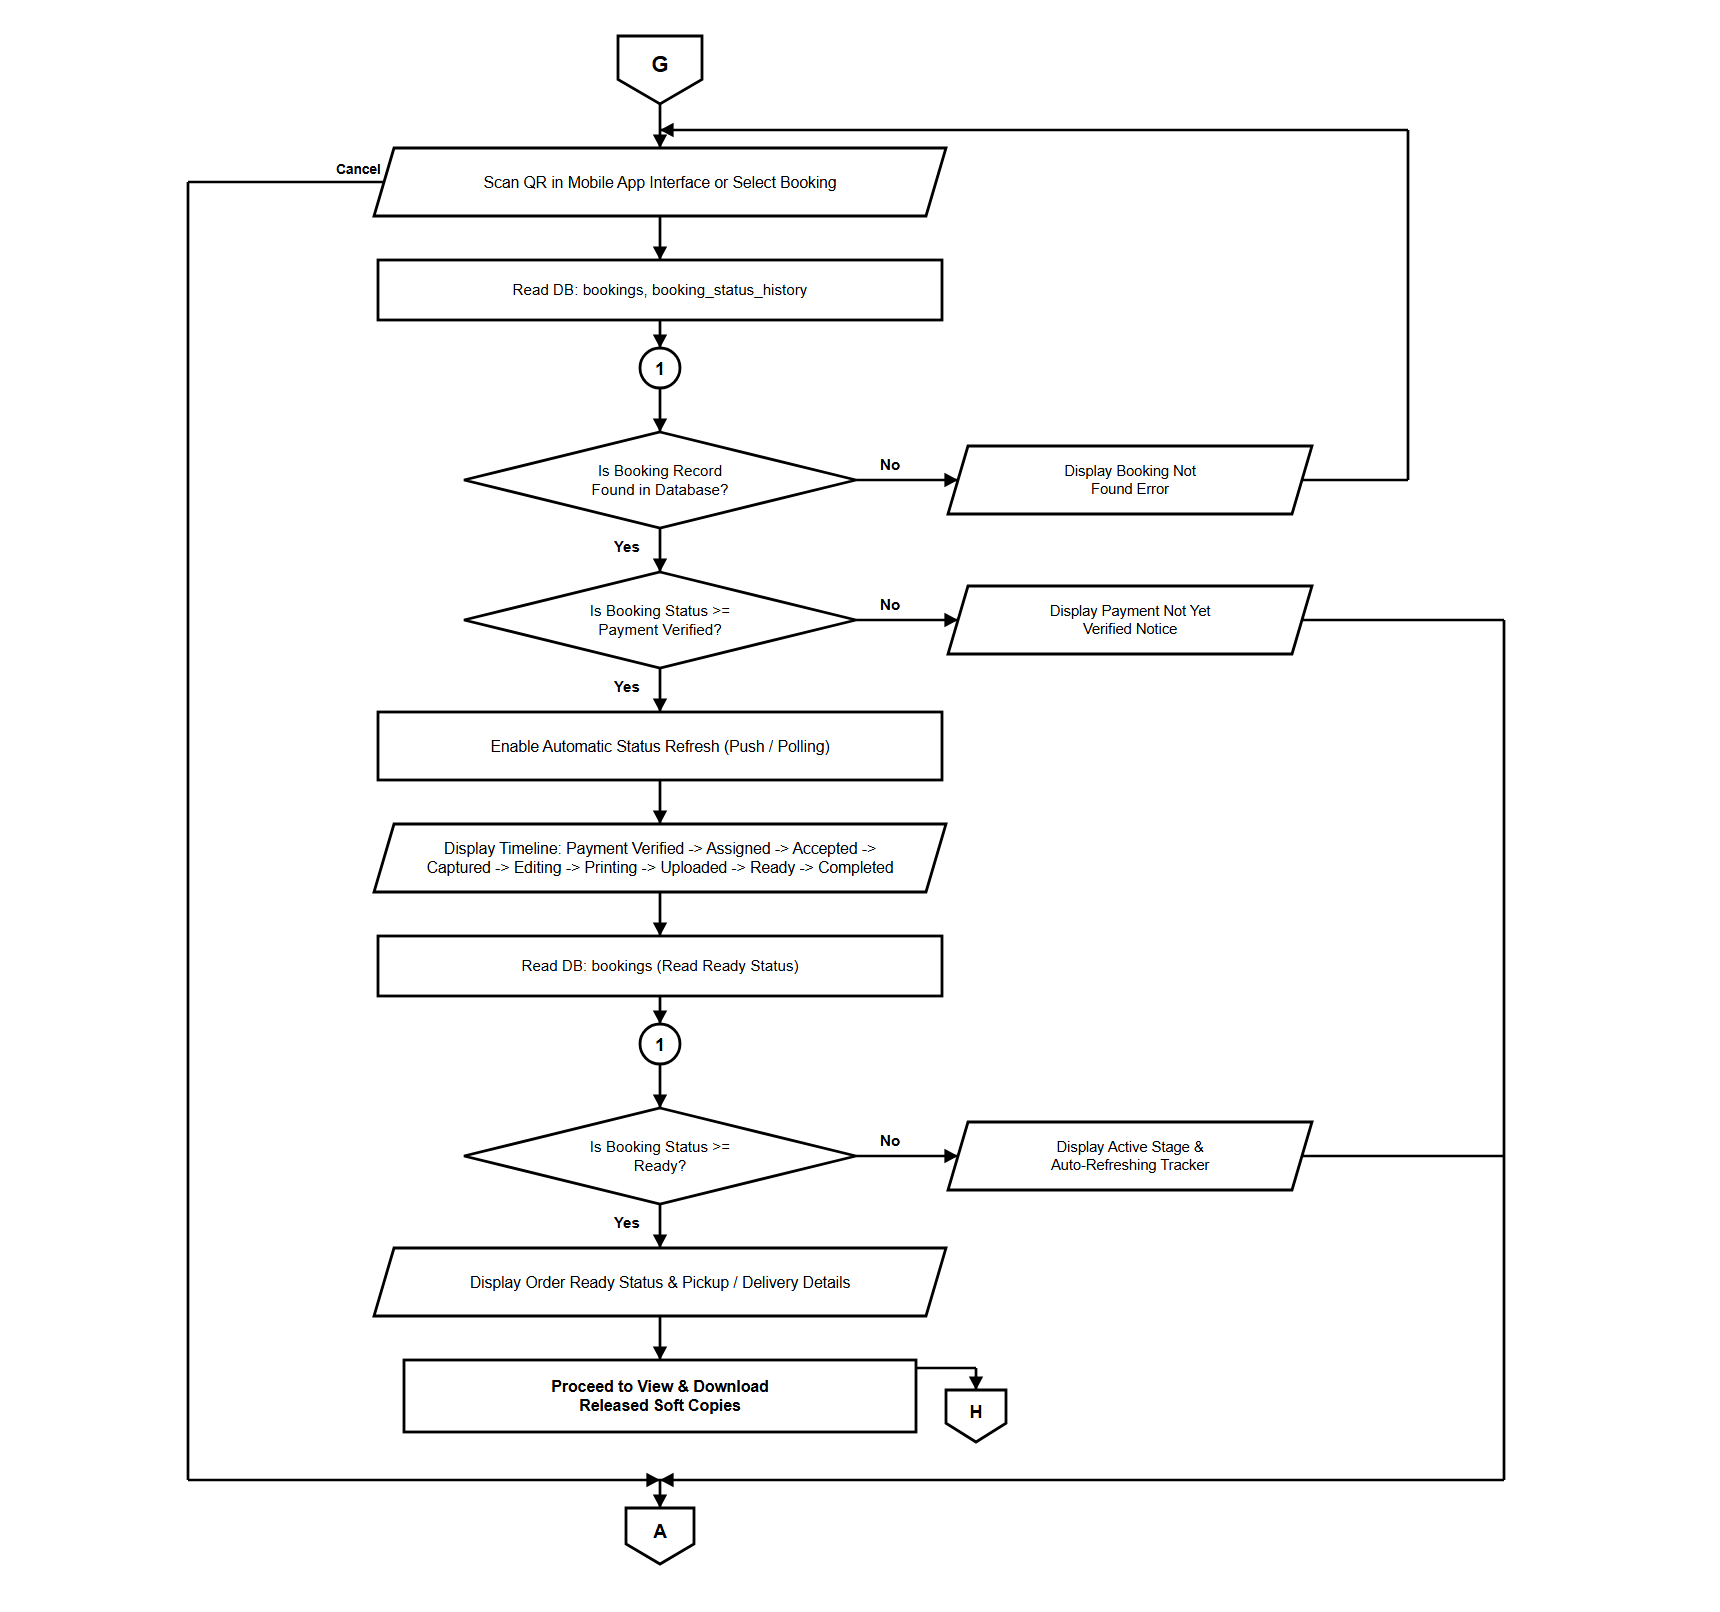 G
Cancel
Scan QR in Mobile App Interface or Select Booking
Read DB: bookings, booking_status_history
1
Is Booking Record
Found in Database?
No
Display Booking Not
Found Error
Yes
Is Booking Status >=
Payment Verified?
No
Display Payment Not Yet
Verified Notice
Yes
Enable Automatic Status Refresh (Push / Polling)
Display Timeline: Payment Verified -> Assigned -> Accepted ->
Captured -> Editing -> Printing -> Uploaded -> Ready -> Completed
Read DB: bookings (Read Ready Status)
1
Is Booking Status >=
Ready?
No
Display Active Stage &
Auto-Refreshing Tracker
Yes
Display Order Ready Status & Pickup / Delivery Details
Proceed to View & Download
Released Soft Copies
H
A